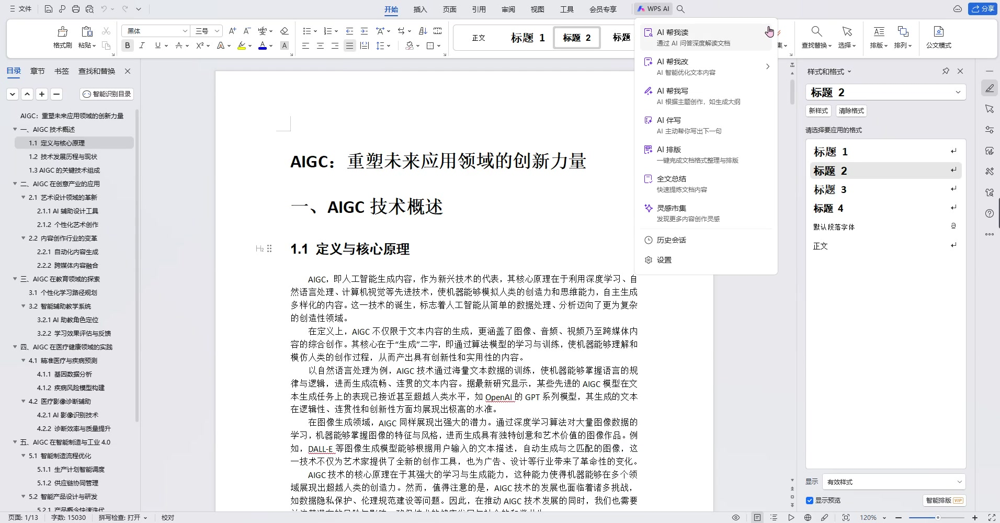 文件
开始 插入 页面 引用 审阅 视图 工具 会员专享 WPS AI
分享
格式刷 粘贴 黑体 三号
B I U A X² A A A
正文 标题 1 标题 2 标题
查找替换 选择 排版 排列 公文模式
目录 章节 书签 查找和替换
智能识别目录
AIGC：重塑未来应用领域的创新力量
一、AIGC 技术概述
1.1 定义与核心原理
1.2 技术发展历程与现状
1.3 AIGC 的关键技术组成
二、AIGC 在创意产业的应用
2.1 艺术设计领域的革新
2.1.1 AI 辅助设计工具
2.1.2 个性化艺术创作
2.2 内容创作行业的变革
2.2.1 自动化内容生成
2.2.2 跨媒体内容融合
三、AIGC 在教育领域的探索
3.1 个性化学习路径规划
3.2 智能辅助教学系统
3.2.1 AI 助教角色定位
3.2.2 学习效果评估与反馈
四、AIGC 在医疗健康领域的实践
4.1 精准医疗与疾病预测
4.1.1 基因数据分析
4.1.2 疾病风险模型构建
4.2 医疗影像诊断辅助
4.2.1 AI 影像识别技术
4.2.2 诊断效率与质量提升
五、AIGC 在智能制造与工业 4.0
5.1 智能制造流程优化
5.1.1 生产计划智能调度
5.1.2 供应链协同管理
5.2 智能产品设计与研发
5.2.1 产品概念快速迭代
AIGC：重塑未来应用领域的创新力量
一、AIGC 技术概述
H2
1.1 定义与核心原理
AIGC，即人工智能生成内容，作为新兴技术的代表，其核心原理在于利用深度学习、自
然语言处理、计算机视觉等先进技术，使机器能够模拟人类的创造力和思维能力，自主生成
多样化的内容。这一技术的诞生，标志着人工智能从简单的数据处理、分析迈向了更为复杂
的创造性领域。
在定义上，AIGC 不仅限于文本内容的生成，更涵盖了图像、音频、视频乃至跨媒体内
容的综合创作。其核心在于“生成”二字，即通过算法模型的学习与训练，使机器能够理解和
模仿人类的创作过程，从而产出具有创新性和实用性的内容。
以自然语言处理为例，AIGC 技术通过海量文本数据的训练，使机器能够掌握语言的规
律与逻辑，进而生成流畅、连贯的文本内容。据最新研究显示，某些先进的 AIGC 模型在文
本生成任务上的表现已接近甚至超越人类水平，如 OpenAI 的 GPT 系列模型，其生成的文本
在逻辑性、连贯性和创新性方面均展现出极高的水准。
在图像生成领域，AIGC 同样展现出强大的潜力。通过深度学习算法对大量图像数据的
学习，机器能够掌握图像的特征与风格，进而生成具有独特创意和艺术价值的图像作品。例
如，DALL-E 等图像生成模型能够根据用户输入的文本描述，自动生成与之匹配的图像，这
一技术不仅为艺术家提供了全新的创作工具，也为广告、设计等行业带来了革命性的变化。
AIGC 技术的核心原理在于其强大的学习与生成能力，这种能力使得机器能够在多个领
域展现出超越人类的创造力。然而，值得注意的是，AIGC 技术的发展也面临着诸多挑战，
如数据隐私保护、伦理规范建设等问题。因此，在推动 AIGC 技术发展的同时，我们也需要
AI 帮我读
通过 AI 问答深度解读文档
AI 帮我改
AI 智能优化文本内容
AI 帮我写
AI 根据主题创作，如生成大纲
AI 伴写
AI 主动帮你写出下一句
AI 排版
一键完成文档格式整理与排版
全文总结
快速提炼文档内容
灵感市集
发现更多内容创作灵感
历史会话
设置
样式和格式
标题 2
新样式 清除格式
请选择要应用的格式
标题 1
标题 2
标题 3
标题 4
默认段落字体 a
正文
显示 有效样式
显示预览 智能排版 VIP
页面: 1/13 字数: 15030 拼写检查: 打开 校对
120%